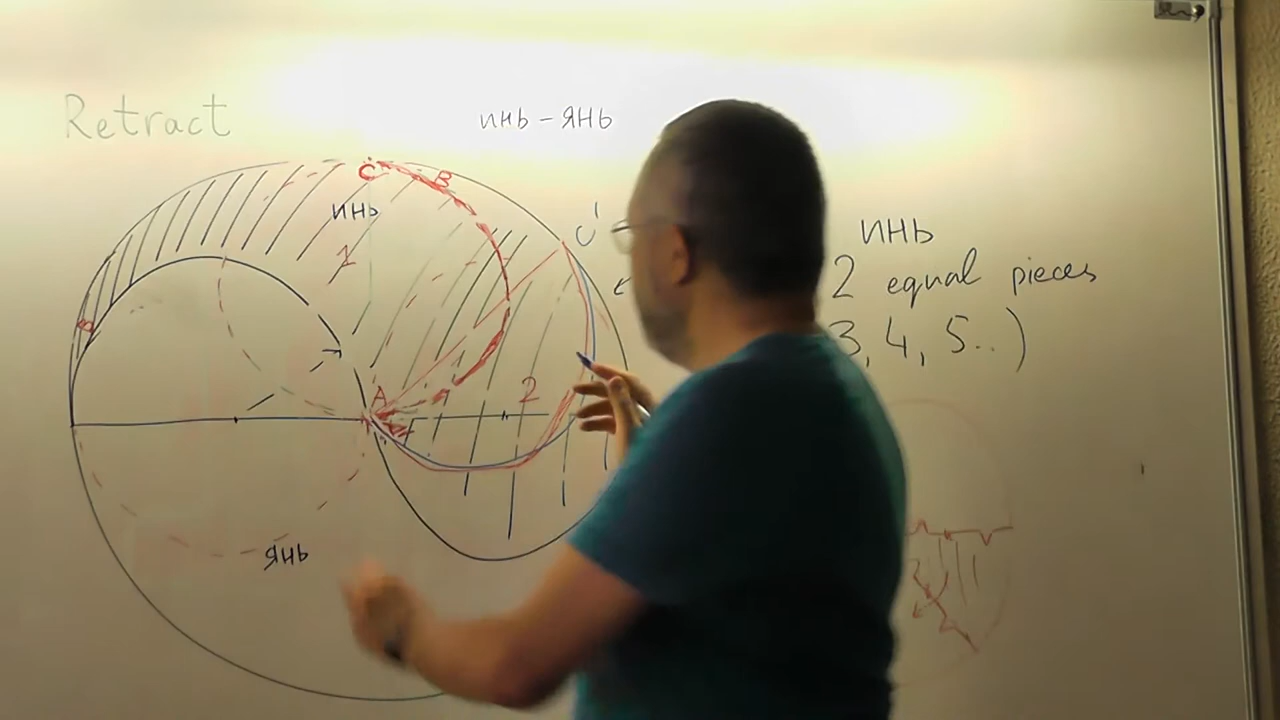 Retract
инь – янь
C
B
инь
1
B
A
2
янь
инь
2 equal pieces
3, 4, 5..)